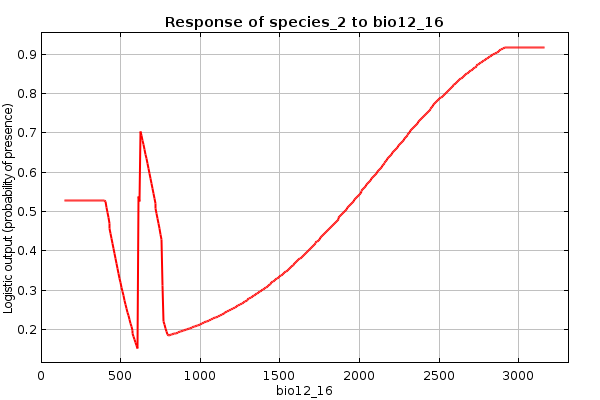 Response of species_2 to bio12_16
Logistic output (probability of presence)
0.9
0.8
0.7
0.6
0.5
0.4
0.3
0.2
0 500 1000 1500 2000 2500 3000
bio12_16